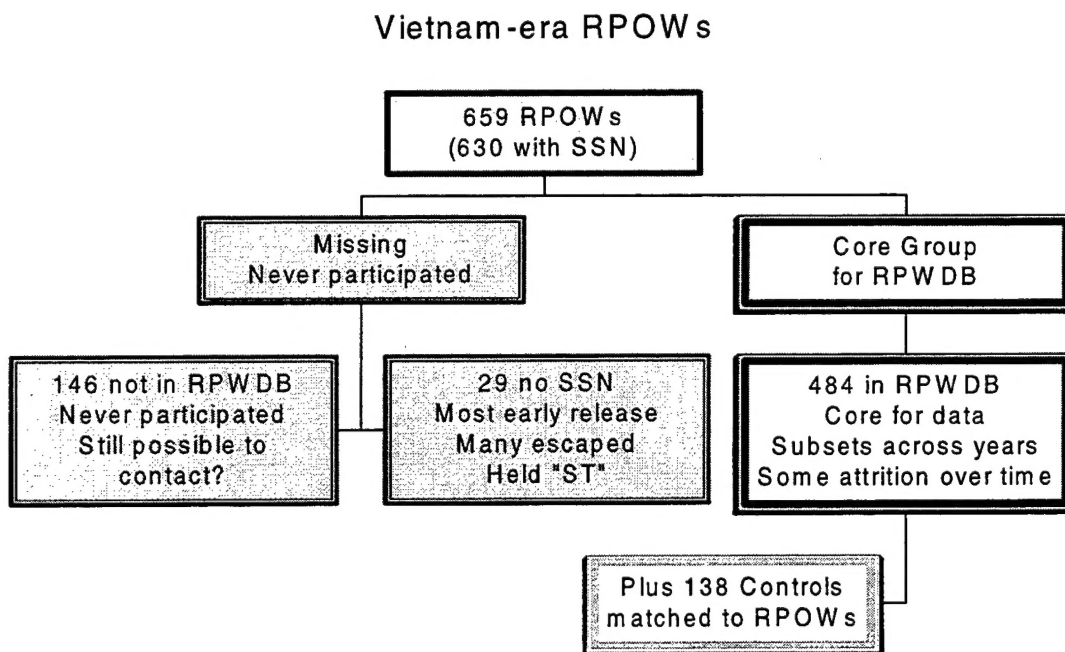 Vietnam-era RPOWs
659 RPOWs
(630 with SSN)
Missing
Never participated
Core Group
for RPWDB
146 not in RPWDB
Never participated
Still possible to
contact?
29 no SSN
Most early release
Many escaped
Held "ST"
484 in RPWDB
Core for data
Subsets across years
Some attrition over time
Plus 138 Controls
matched to RPOWs